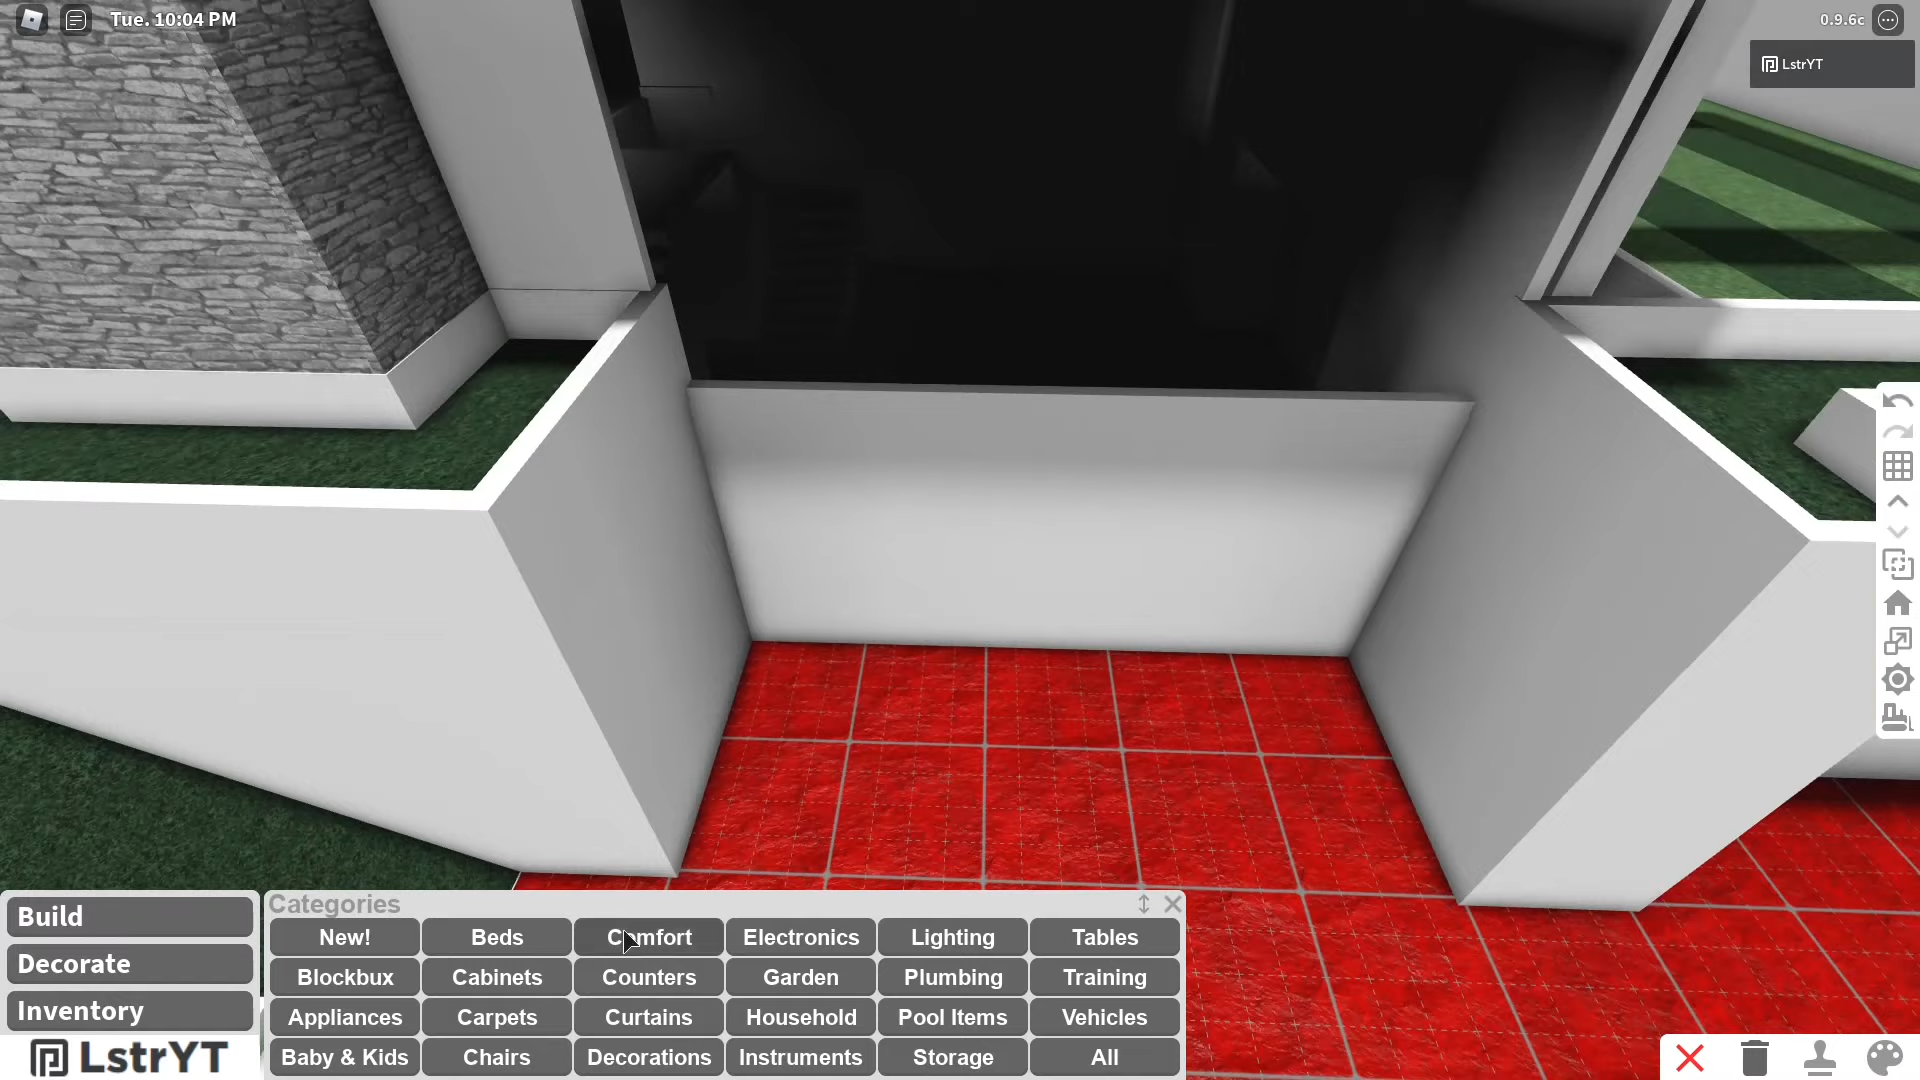 Tue. 10:04 PM
0.9.6c
LstrYT
Build
Decorate
Inventory
LstrYT
Categories
New! Beds Comfort Electronics Lighting Tables
Blockbux Cabinets Counters Garden Plumbing Training
Appliances Carpets Curtains Household Pool Items Vehicles
Baby & Kids Chairs Decorations Instruments Storage All